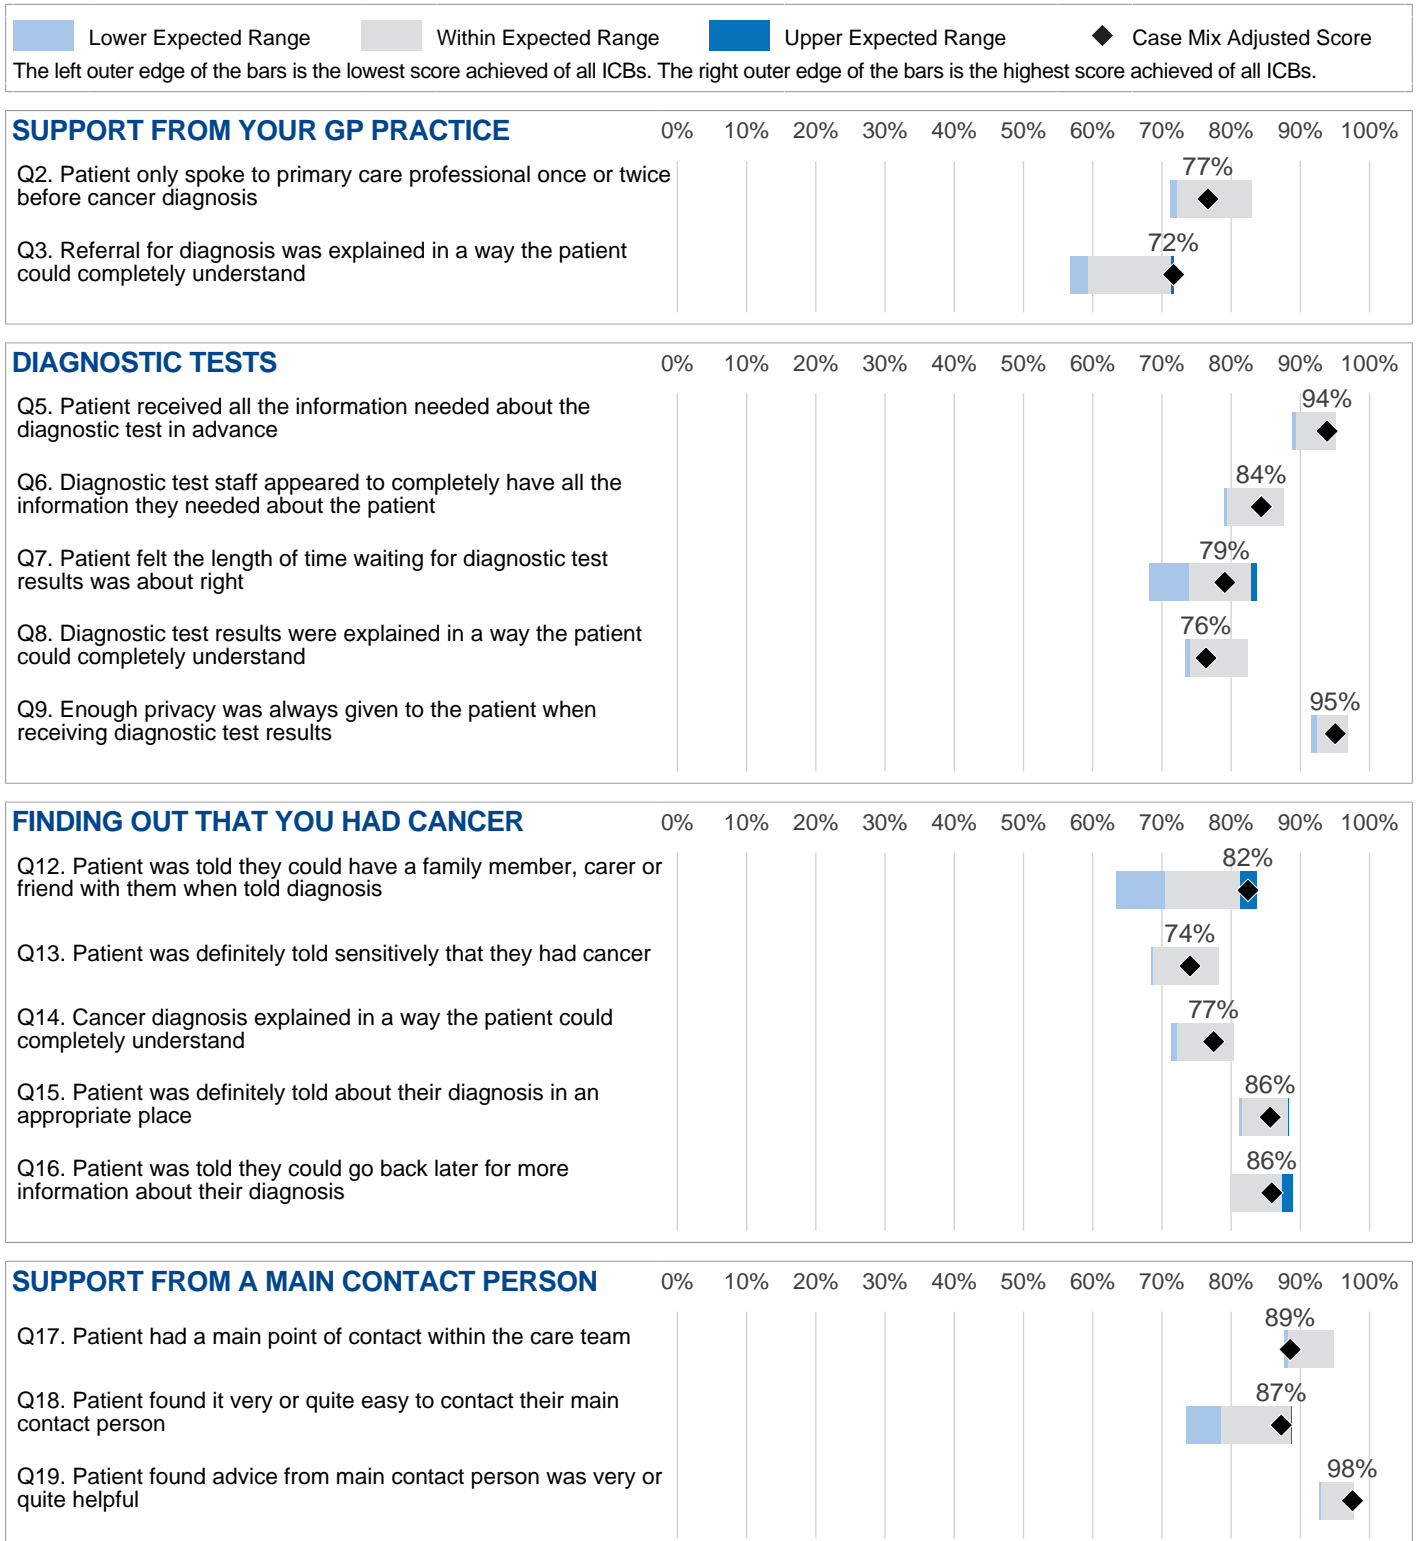 Lower Expected Range Within Expected Range Upper Expected Range Case Mix Adjusted Score
The left outer edge of the bars is the lowest score achieved of all ICBs. The right outer edge of the bars is the highest score achieved of all ICBs.
SUPPORT FROM YOUR GP PRACTICE 0% 10% 20% 30% 40% 50% 60% 70% 80% 90% 100%
Q2. Patient only spoke to primary care professional once or twice
before cancer diagnosis
77%
Q3. Referral for diagnosis was explained in a way the patient
could completely understand
72%
DIAGNOSTIC TESTS 0% 10% 20% 30% 40% 50% 60% 70% 80% 90% 100%
Q5. Patient received all the information needed about the
diagnostic test in advance
94%
Q6. Diagnostic test staff appeared to completely have all the
information they needed about the patient
84%
Q7. Patient felt the length of time waiting for diagnostic test
results was about right
79%
Q8. Diagnostic test results were explained in a way the patient
could completely understand
76%
Q9. Enough privacy was always given to the patient when
receiving diagnostic test results
95%
FINDING OUT THAT YOU HAD CANCER 0% 10% 20% 30% 40% 50% 60% 70% 80% 90% 100%
Q12. Patient was told they could have a family member, carer or
friend with them when told diagnosis
82%
Q13. Patient was definitely told sensitively that they had cancer
74%
Q14. Cancer diagnosis explained in a way the patient could
completely understand
77%
Q15. Patient was definitely told about their diagnosis in an
appropriate place
86%
Q16. Patient was told they could go back later for more
information about their diagnosis
86%
SUPPORT FROM A MAIN CONTACT PERSON 0% 10% 20% 30% 40% 50% 60% 70% 80% 90% 100%
Q17. Patient had a main point of contact within the care team
89%
Q18. Patient found it very or quite easy to contact their main
contact person
87%
Q19. Patient found advice from main contact person was very or
quite helpful
98%